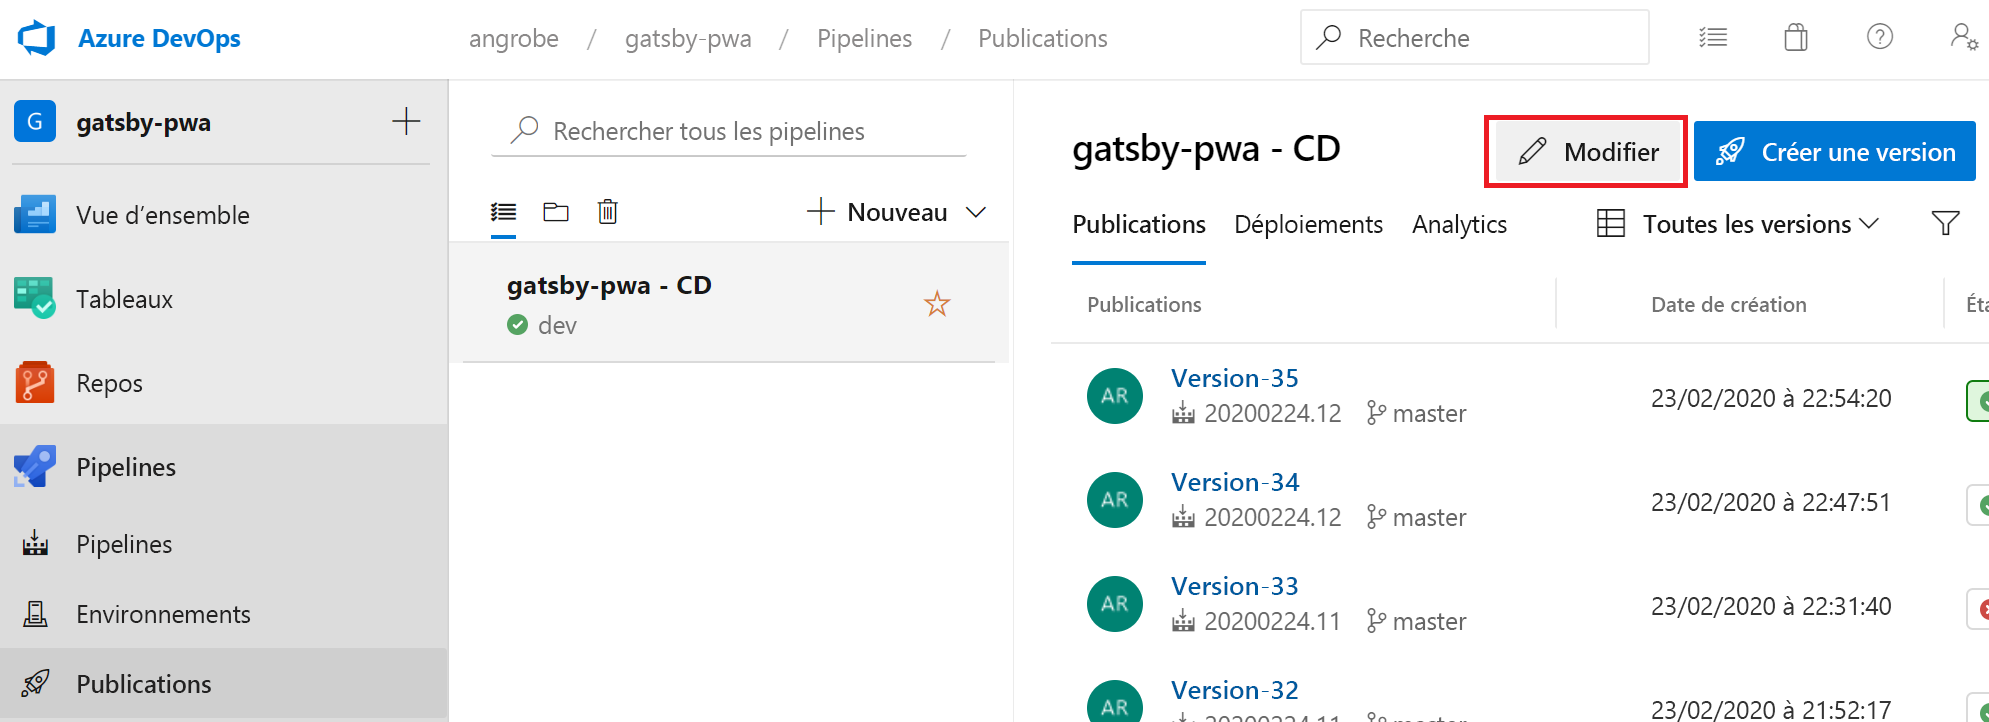 Azure DevOps
angrobe / gatsby-pwa / Pipelines / Publications
Recherche
G gatsby-pwa
Vue d’ensemble
Tableaux
Repos
Pipelines
Pipelines
Environnements
Publications
Rechercher tous les pipelines
Nouveau
gatsby-pwa - CD
dev
gatsby-pwa - CD
Modifier
Créer une version
Publications Déploiements Analytics
Toutes les versions
Publications Date de création
AR Version-35
20200224.12 master
23/02/2020 à 22:54:20
AR Version-34
20200224.12 master
23/02/2020 à 22:47:51
AR Version-33
20200224.11 master
23/02/2020 à 22:31:40
AR Version-32
20200224.11 master
23/02/2020 à 21:52:17